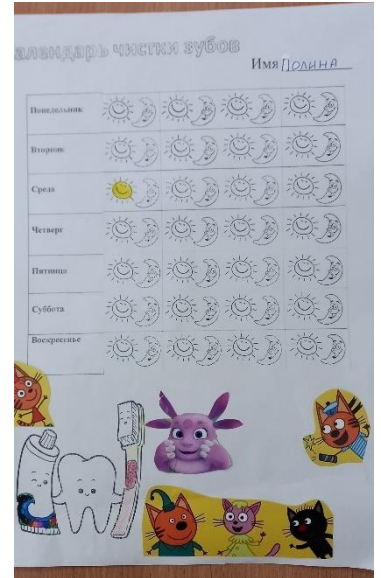 алендарь чистки зубов
Имя Полина
Понедельник
Вторник
Среда
Четверг
Пятница
Суббота
Воскресенье